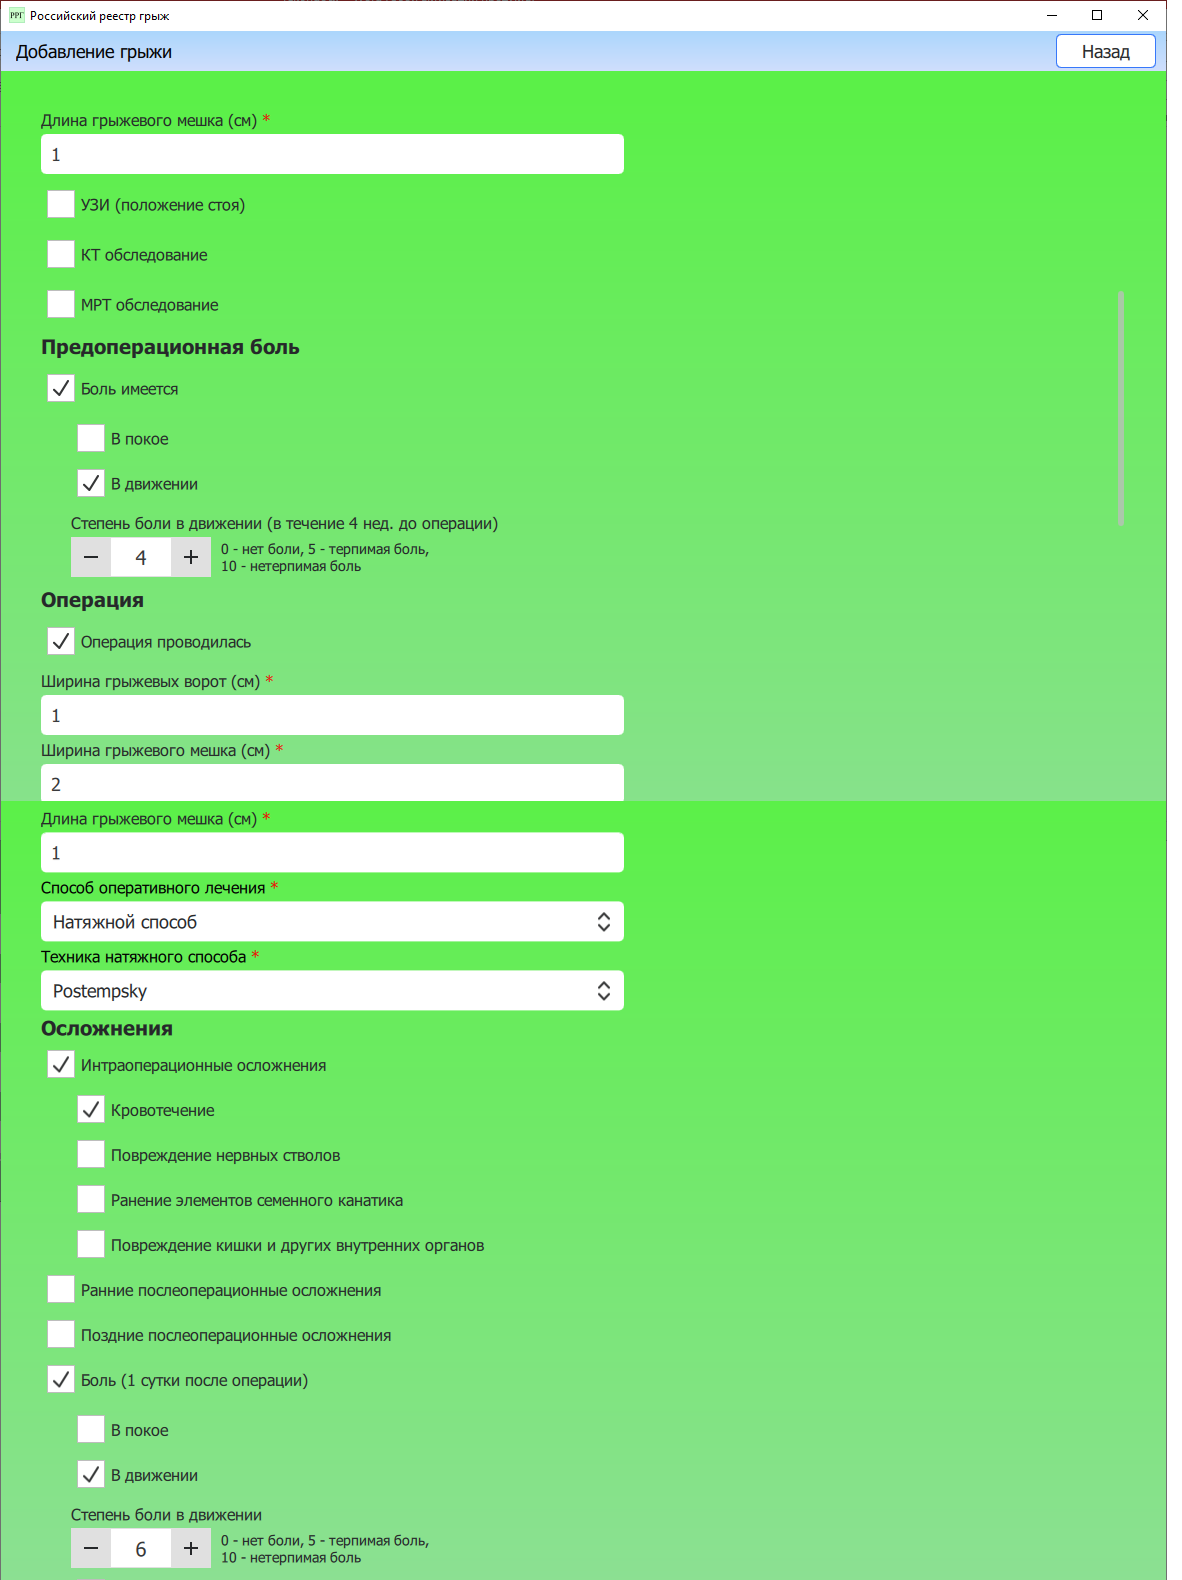 РРГ Российский реестр грыж
Добавление грыжи
Назад
Длина грыжевого мешка (см) *
1
УЗИ (положение стоя)
КТ обследование
МРТ обследование
Предоперационная боль
Боль имеется
В покое
В движении
Степень боли в движении (в течение 4 нед. до операции)
4
0 - нет боли, 5 - терпимая боль,
10 - нетерпимая боль
Операция
Операция проводилась
Ширина грыжевых ворот (см) *
1
Ширина грыжевого мешка (см) *
2
Длина грыжевого мешка (см) *
1
Способ оперативного лечения *
Натяжной способ
Техника натяжного способа *
Postempsky
Осложнения
Интраоперационные осложнения
Кровотечение
Повреждение нервных стволов
Ранение элементов семенного канатика
Повреждение кишки и других внутренних органов
Ранние послеоперационные осложнения
Поздние послеоперационные осложнения
Боль (1 сутки после операции)
В покое
В движении
Степень боли в движении
6
0 - нет боли, 5 - терпимая боль,
10 - нетерпимая боль